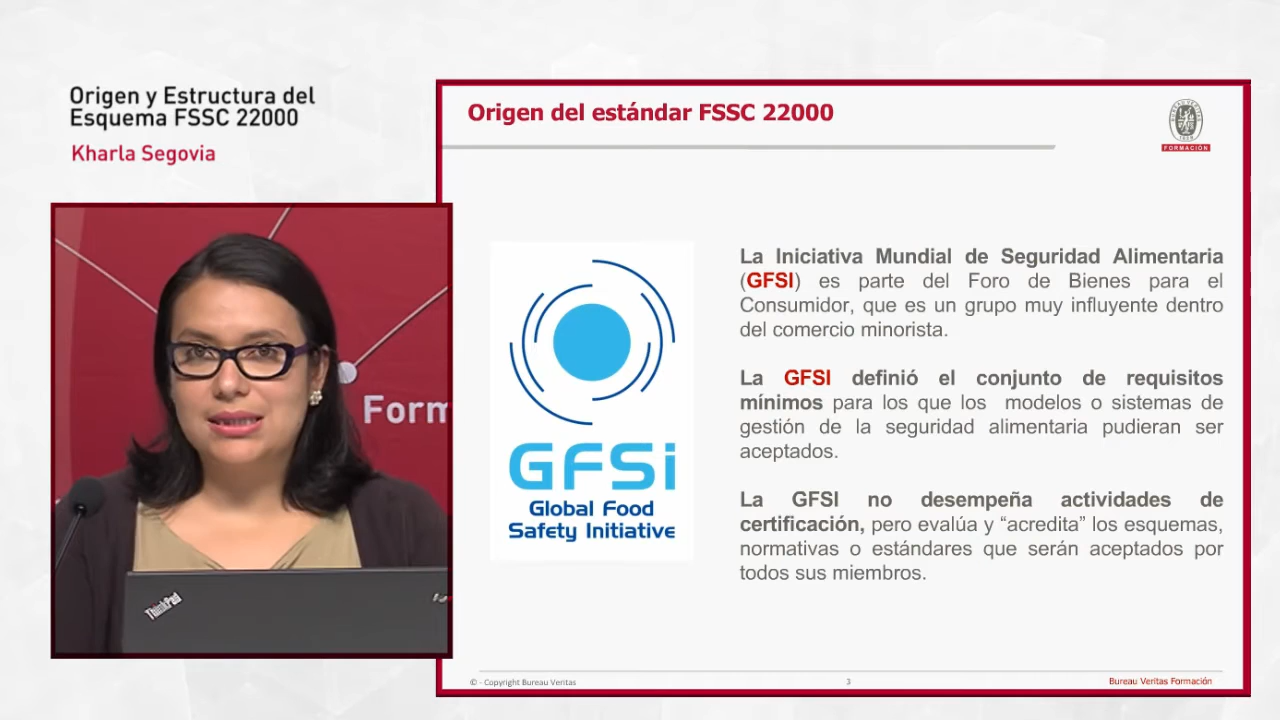 Origen y Estructura del
Esquema FSSC 22000
Kharla Segovia
Form
ThinkPad
Origen del estándar FSSC 22000
BUREAU VERITAS
1828
FORMACIÓN
GFSi
Global Food
Safety Initiative
La Iniciativa Mundial de Seguridad Alimentaria
(GFSI) es parte del Foro de Bienes para el
Consumidor, que es un grupo muy influyente dentro
del comercio minorista.
La GFSI definió el conjunto de requisitos
mínimos para los que los modelos o sistemas de
gestión de la seguridad alimentaria pudieran ser
aceptados.
La GFSI no desempeña actividades de
certificación, pero evalúa y “acredita” los esquemas,
normativas o estándares que serán aceptados por
todos sus miembros.
© - Copyright Bureau Veritas
3
Bureau Veritas Formación